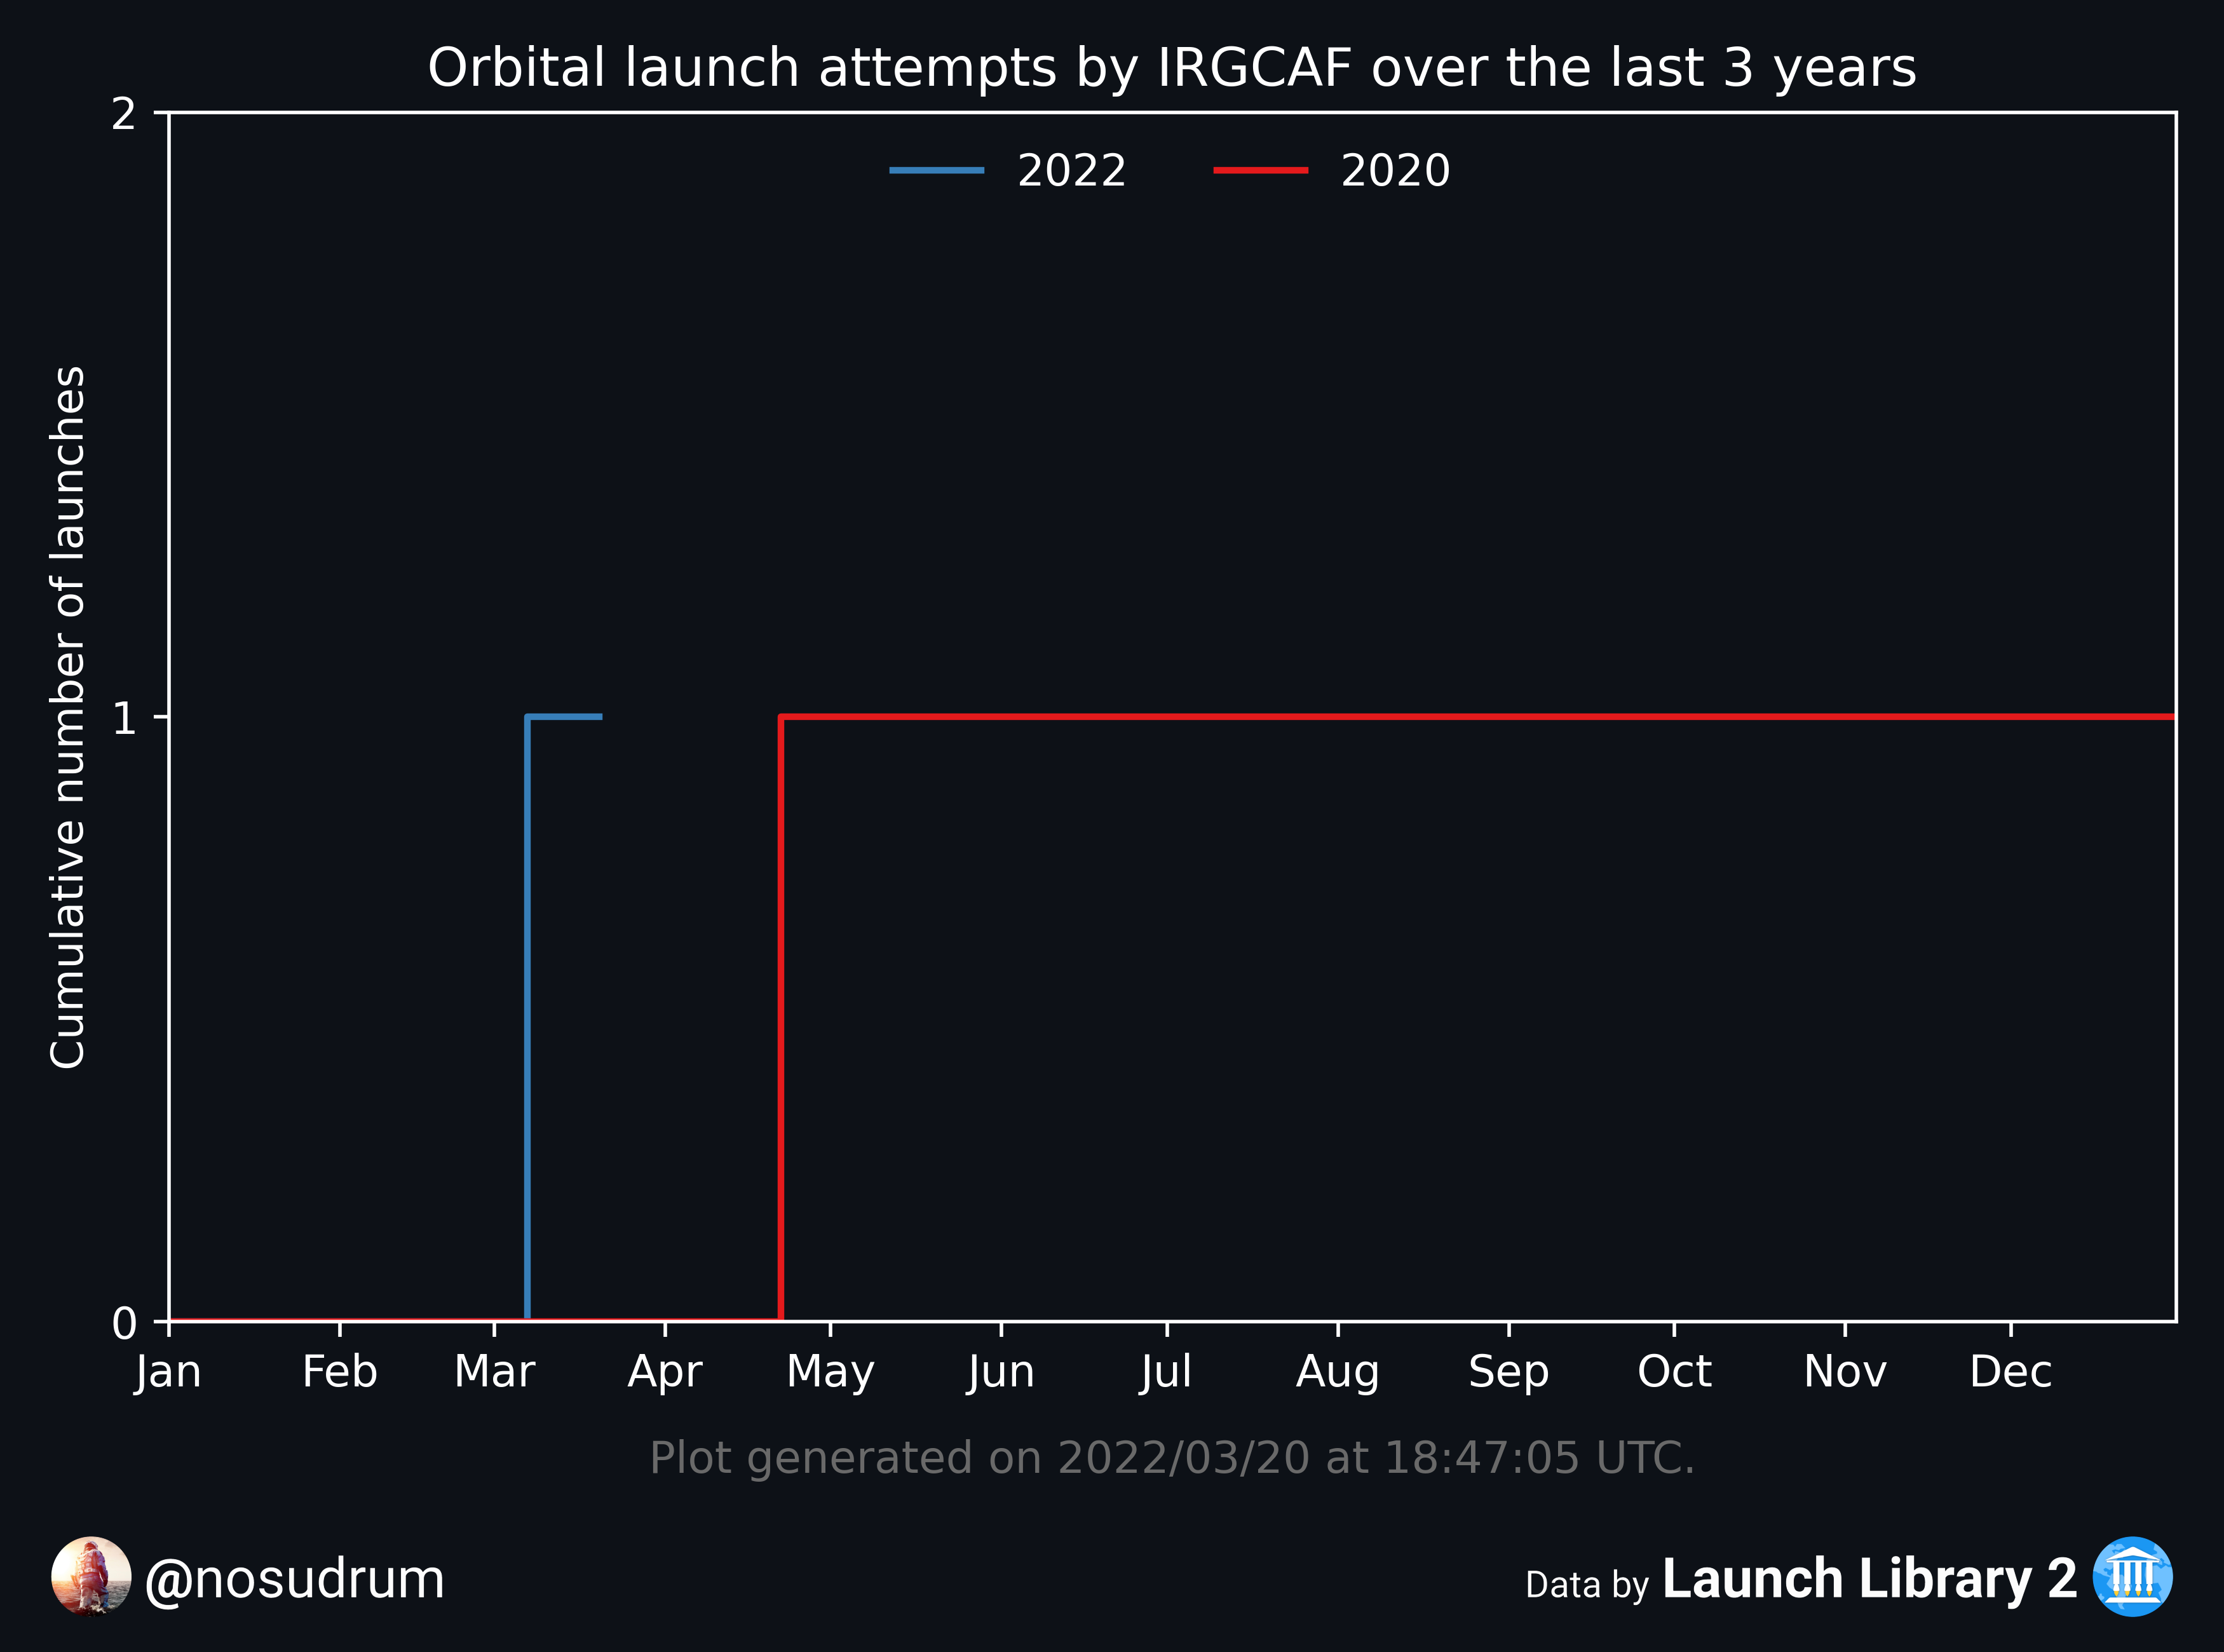 Orbital launch attempts by IRGCAF over the last 3 years
2022 2020
Cumulative number of launches
2
1
0
Jan Feb Mar Apr May Jun Jul Aug Sep Oct Nov Dec
Plot generated on 2022/03/20 at 18:47:05 UTC.
@nosudrum
Data by Launch Library 2